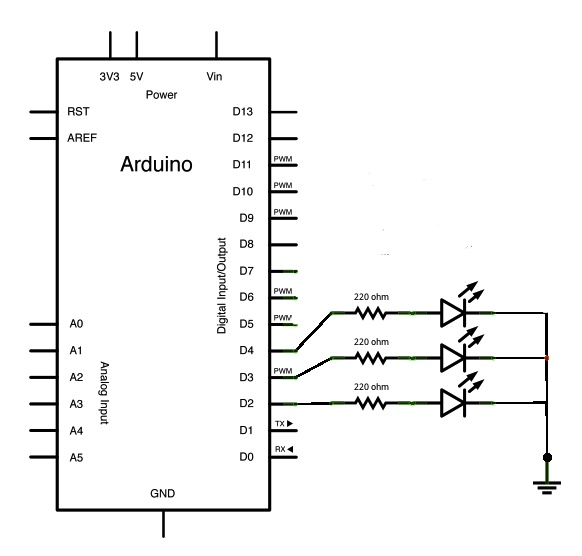 3V3 5V Vin
Power
RST D13
AREF D12
Arduino
D11 PWM
D10 PWM
D9 PWM
D8
Digital Input/Output
D7
D6 PWM
220 ohm
A0 D5 PWM
A1 D4
220 ohm
A2 D3 PWM
220 ohm
Analog Input
A3 D2
A4 D1 TX ▶
A5 D0 RX ◀
GND